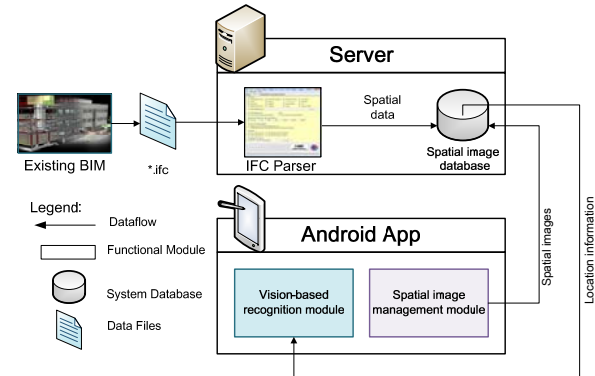 Server
Spatial
data
Existing BIM
*.ifc
IFC Parser
Spatial image
database
Legend:
Dataflow
Functional Module
System Database
Data Files
Android App
Vision-based
recognition module
Spatial image
management module
Spatial images
Location information